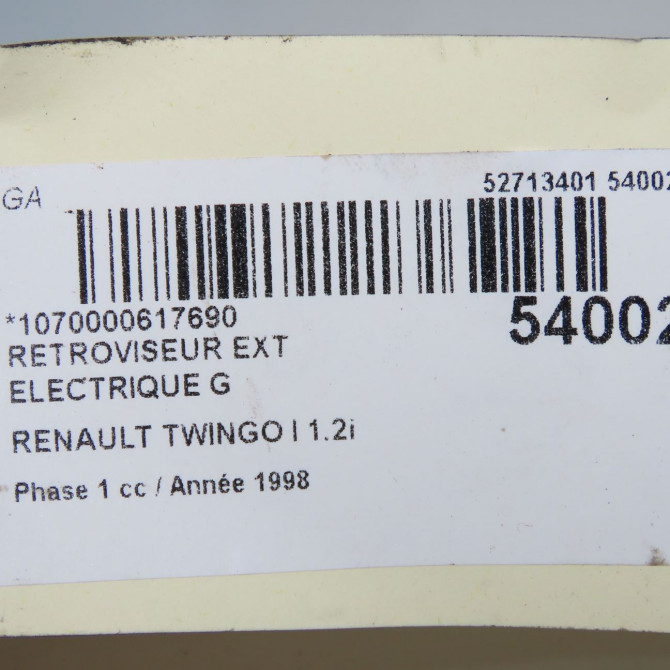 GA
52713401 54002
*1070000617690
54002
RETROVISEUR EXT
ELECTRIQUE G
RENAULT TWINGO I 1.2i
Phase 1 cc / Année 1998